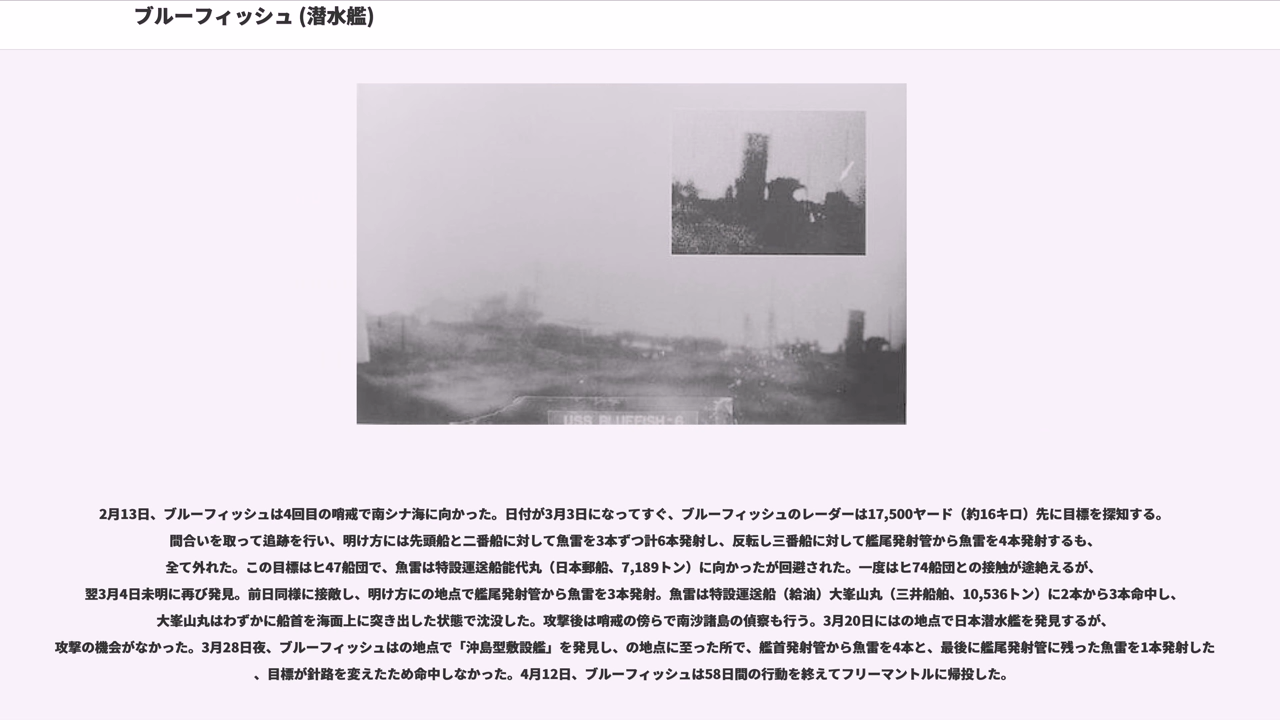 ブルーフィッシュ (潜水艦)
USS BLUEFISH-6
2月13日、ブルーフィッシュは4回目の哨戒で南シナ海に向かった。日付が3月3日になってすぐ、ブルーフィッシュのレーダーは17,500ヤード（約16キロ）先に目標を探知する。
間合いを取って追跡を行い、明け方には先頭船と二番船に対して魚雷を3本ずつ計6本発射し、反転し三番船に対して艦尾発射管から魚雷を4本発射するも、
全て外れた。この目標はヒ47船団で、魚雷は特設運送船能代丸（日本郵船、7,189トン）に向かったが回避された。一度はヒ74船団との接触が途絶えるが、
翌3月4日未明に再び発見。前日同様に接敵し、明け方にの地点で艦尾発射管から魚雷を3本発射。魚雷は特設運送船（給油）大峯山丸（三井船舶、10,536トン）に2本から3本命中し、
大峯山丸はわずかに船首を海面上に突き出した状態で沈没した。攻撃後は哨戒の傍らで南沙諸島の偵察も行う。3月20日にはの地点で日本潜水艦を発見するが、
攻撃の機会がなかった。3月28日夜、ブルーフィッシュはの地点で「沖島型敷設艦」を発見し、の地点に至った所で、艦首発射管から魚雷を4本と、最後に艦尾発射管に残った魚雷を1本発射した
、目標が針路を変えたため命中しなかった。4月12日、ブルーフィッシュは58日間の行動を終えてフリーマントルに帰投した。